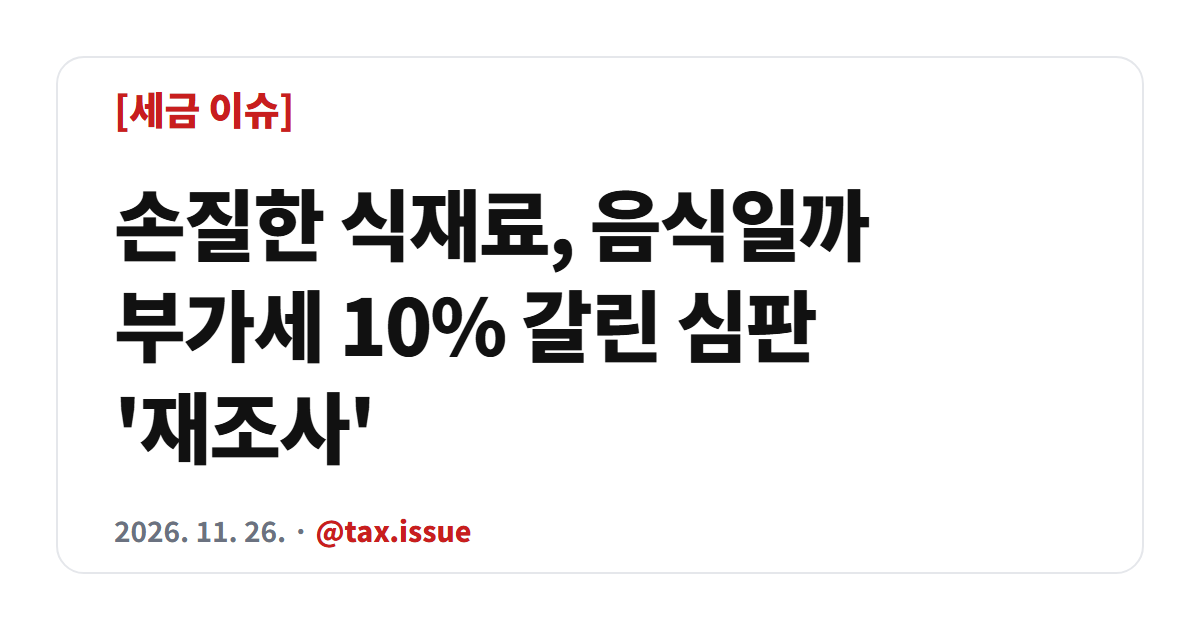 [세금 이슈]
손질한 식재료, 음식일까
부가세 10% 갈린 심판
'재조사'
2026. 11. 26. · @tax.issue